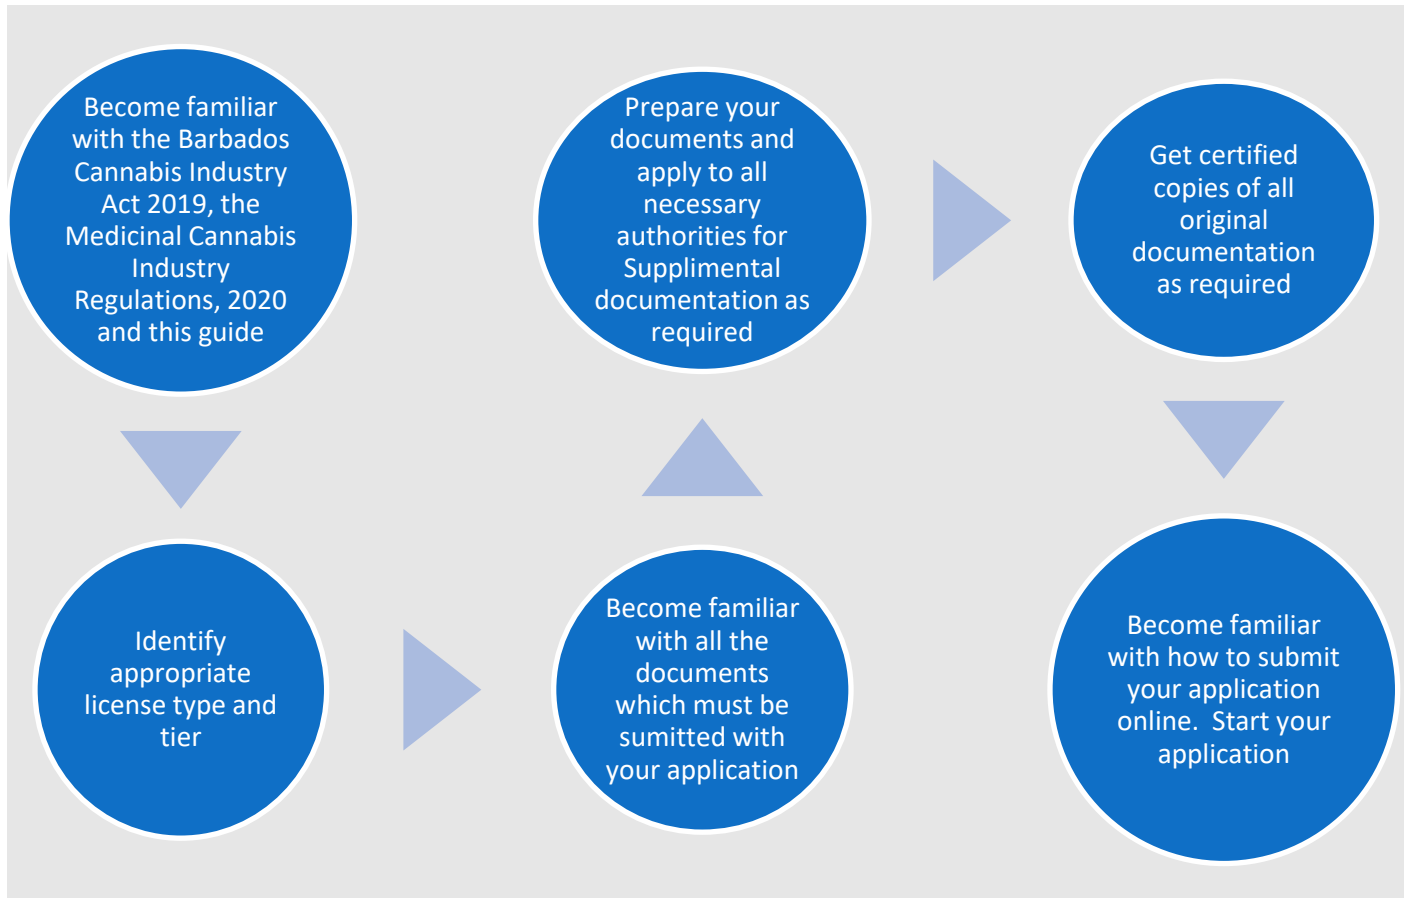 Become familiar
with the Barbados
Cannabis Industry
Act 2019, the
Medicinal Cannabis
Industry
Regulations, 2020
and this guide
Identify
appropriate
license type and
tier
Become familiar
with all the
documents
which must be
sumitted with
your application
Prepare your
documents and
apply to all
necessary
authorities for
Supplimental
documentation as
required
Get certified
copies of all
original
documentation
as required
Become familiar
with how to submit
your application
online.  Start your
application